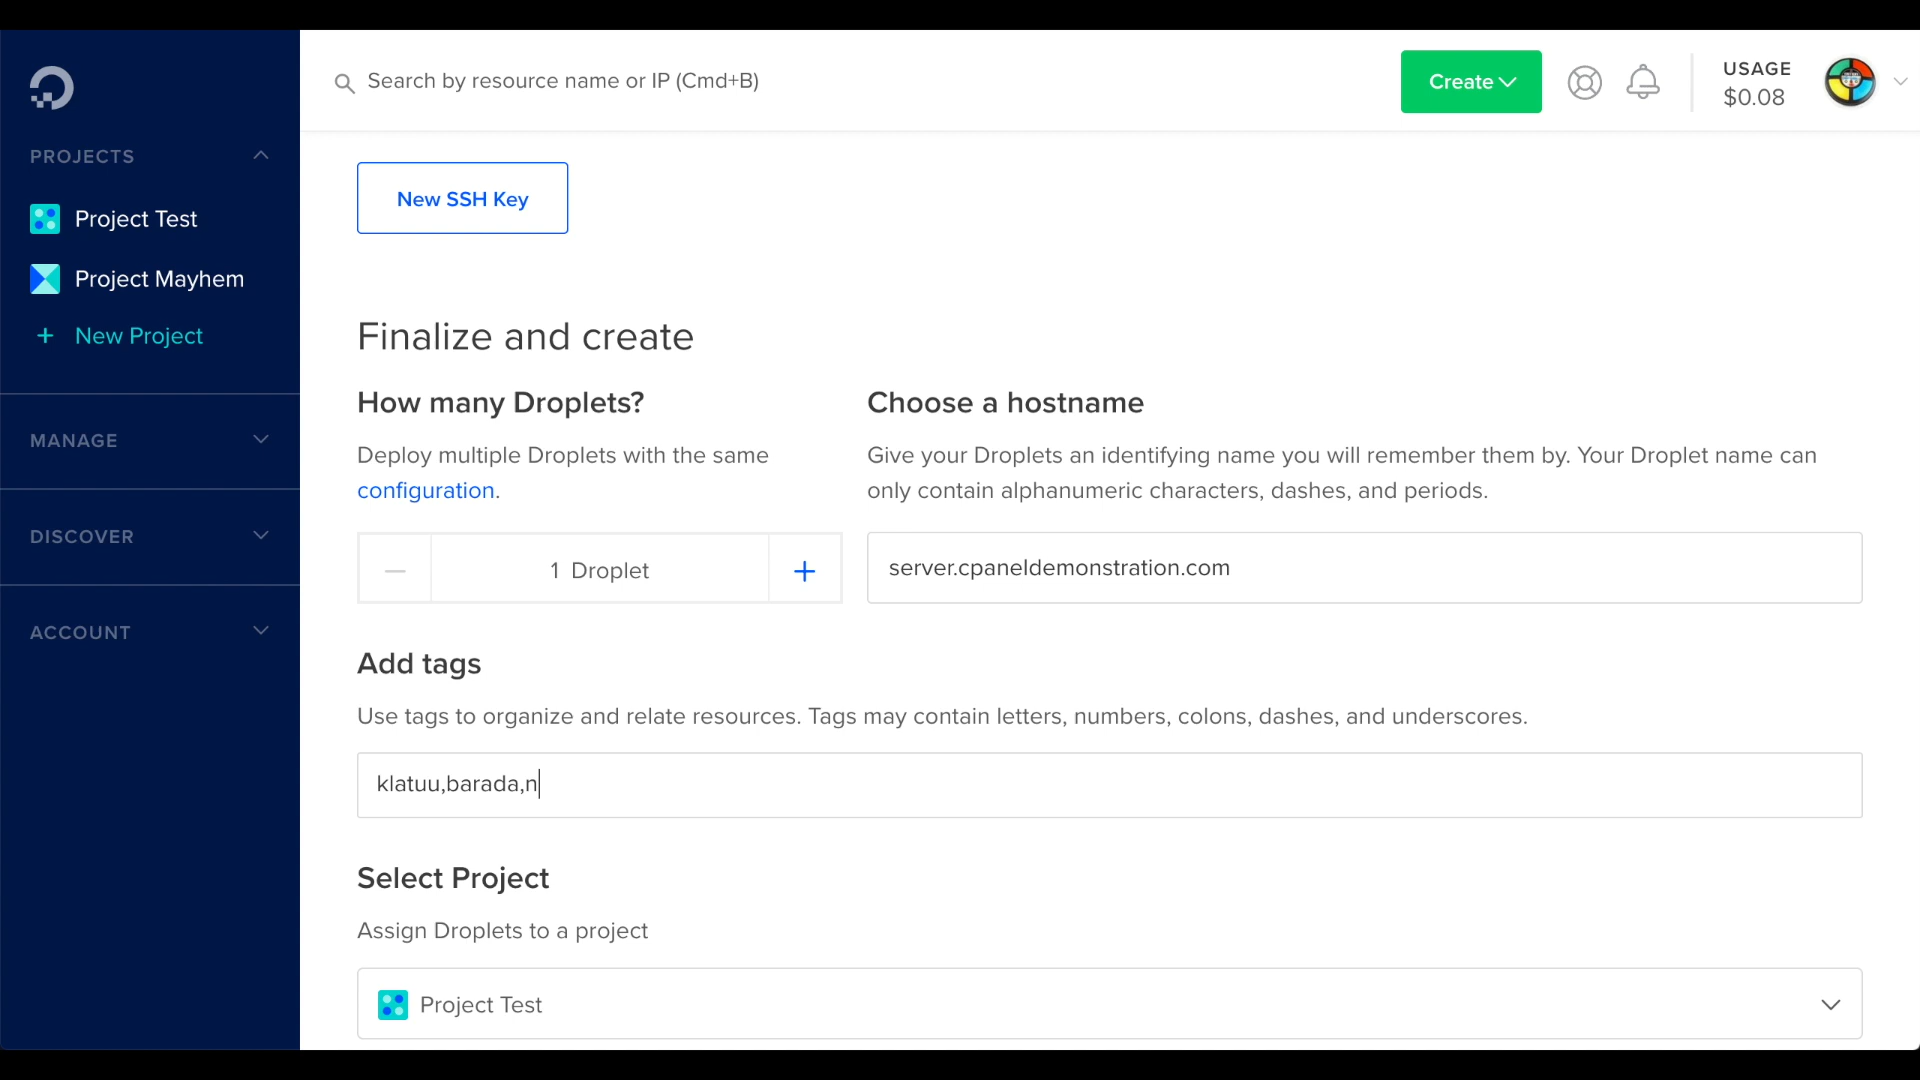 Search by resource name or IP (Cmd+B)
Create
USAGE
$0.08
PROJECTS
Project Test
Project Mayhem
+ New Project
MANAGE
DISCOVER
ACCOUNT
New SSH Key
Finalize and create
How many Droplets?
Deploy multiple Droplets with the same
configuration.
1 Droplet
Choose a hostname
Give your Droplets an identifying name you will remember them by. Your Droplet name can
only contain alphanumeric characters, dashes, and periods.
server.cpaneldemonstration.com
Add tags
Use tags to organize and relate resources. Tags may contain letters, numbers, colons, dashes, and underscores.
klatuu,barada,n
Select Project
Assign Droplets to a project
Project Test